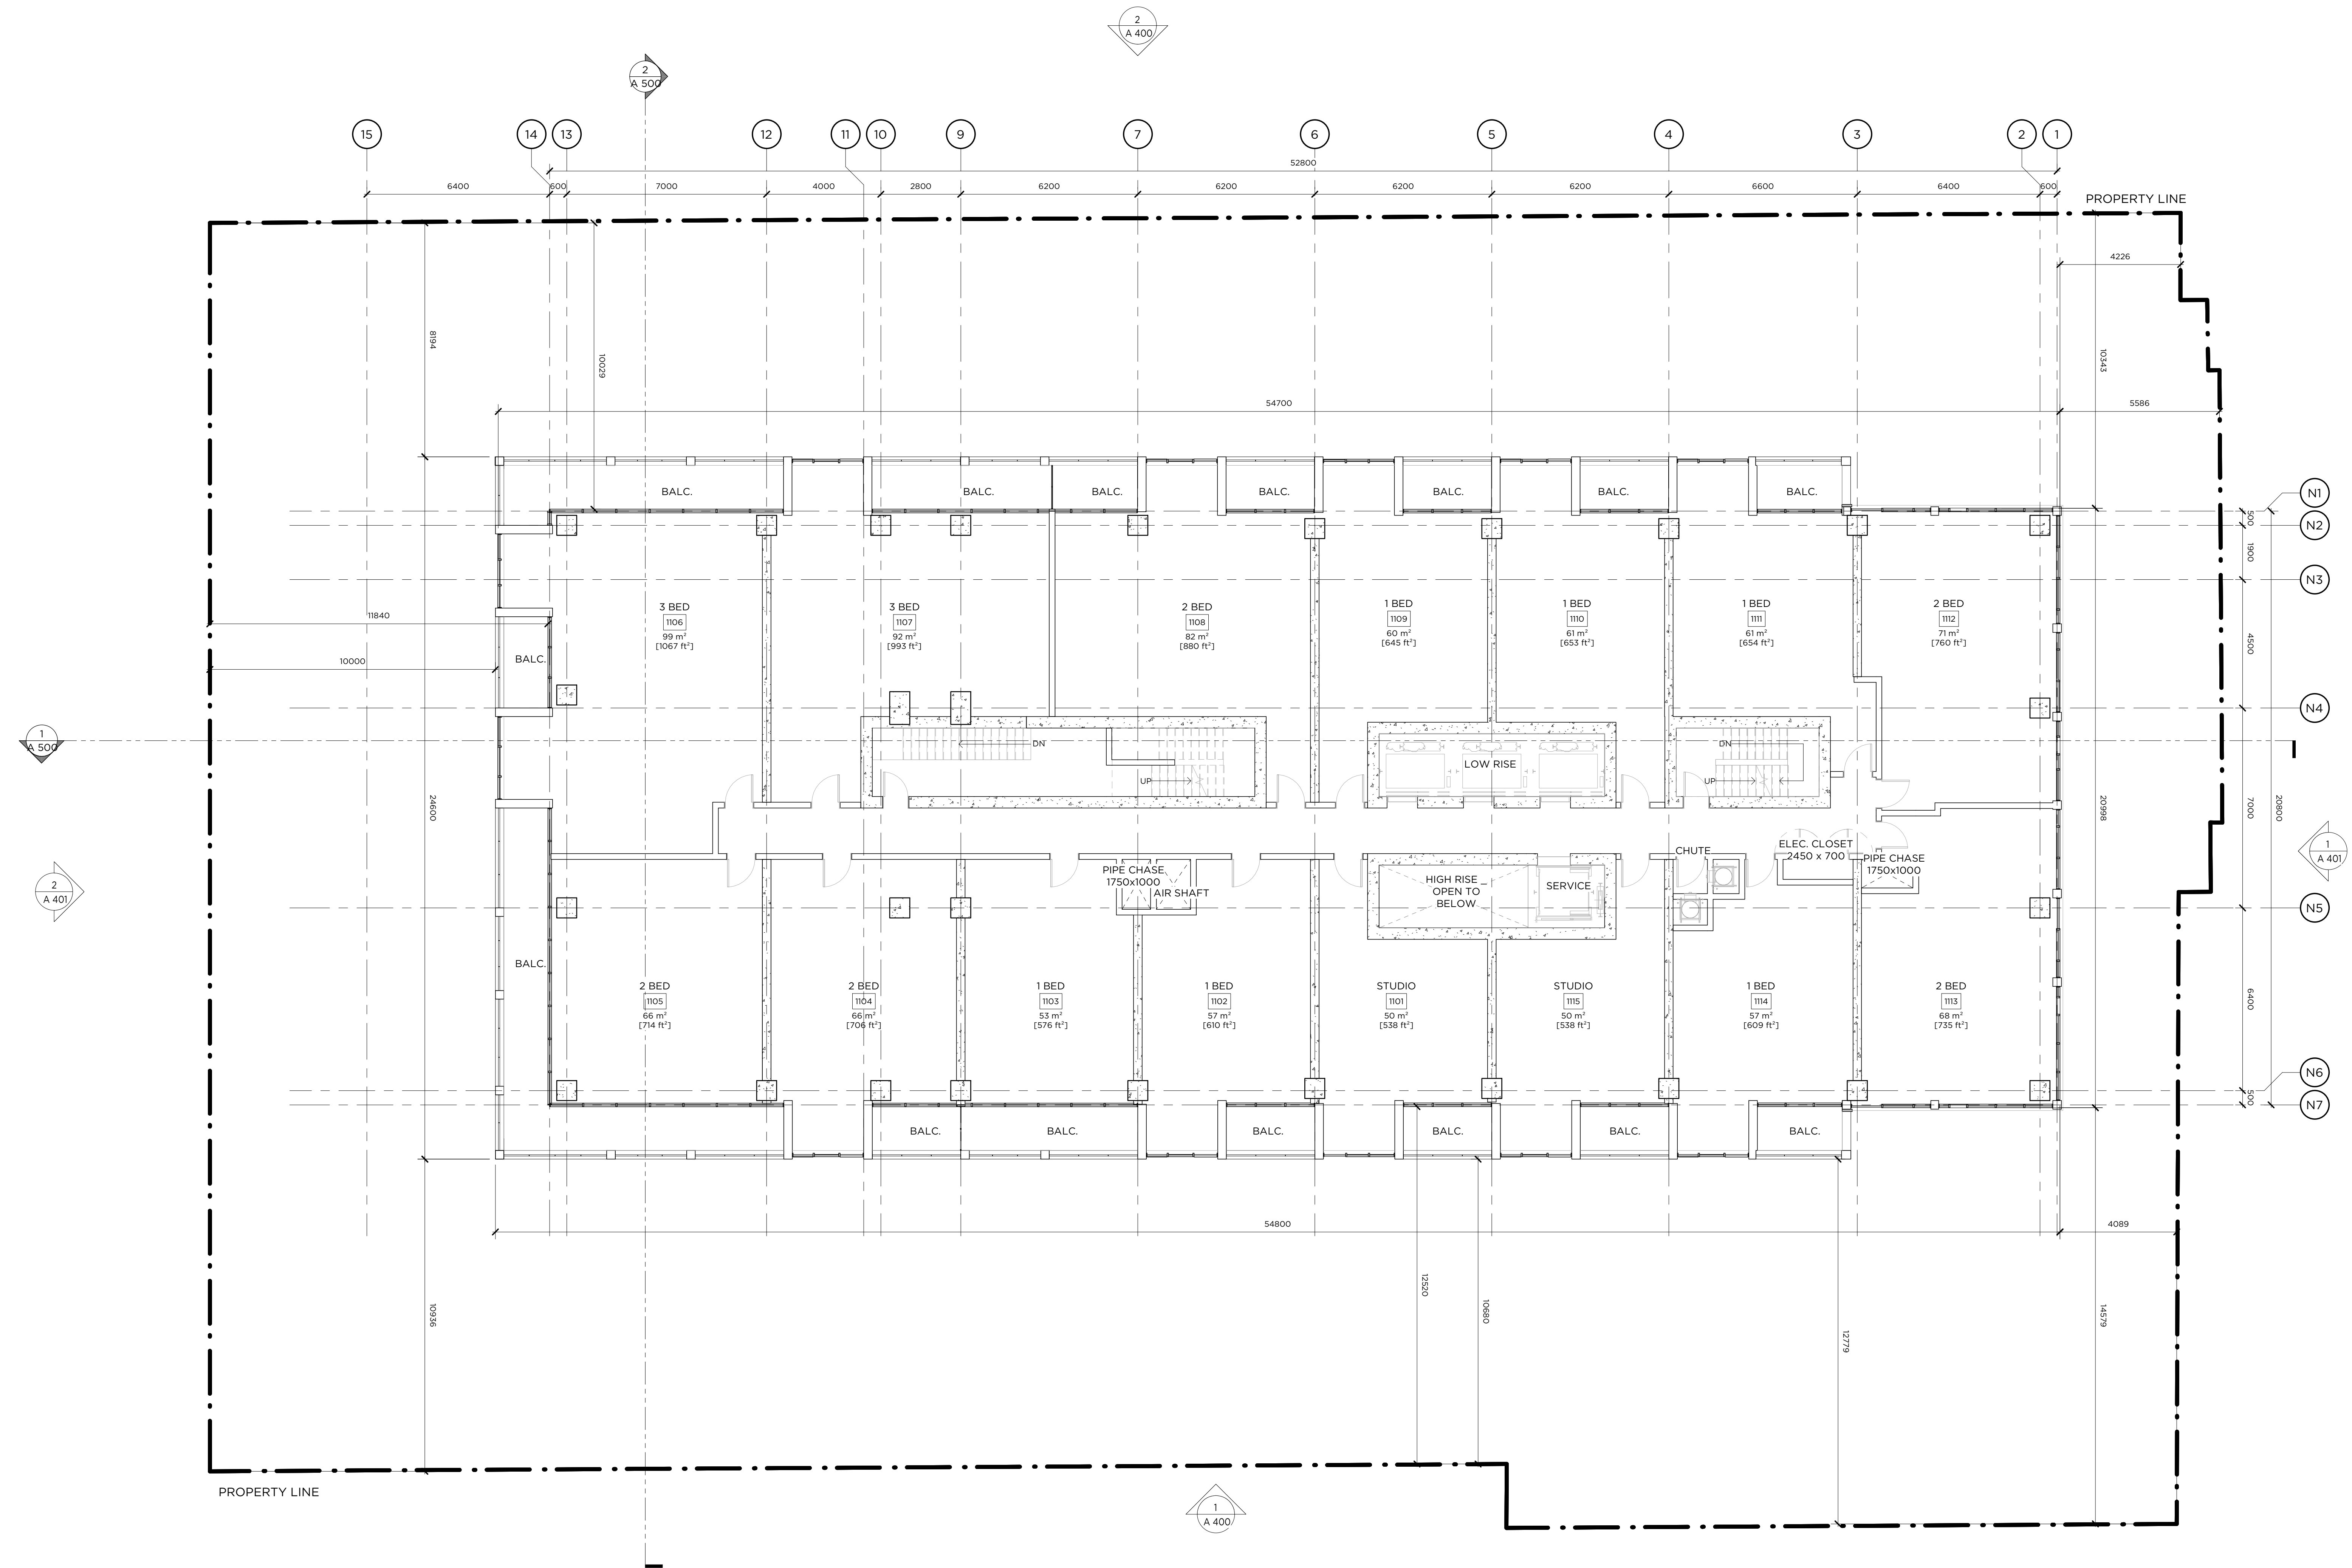 2
A 400
2
A 500
15
14
13
12
11
10
9
7
6
5
4
3
2
1
52800
6400
600
7000
4000
2800
6200
6200
6200
6200
6600
6400
600
PROPERTY LINE
4226
8194
10029
10343
54700
5586
BALC.
BALC.
BALC.
BALC.
BALC.
BALC.
BALC.
N1
500
N2
1900
N3
11840
10000
BALC.
3 BED
1106
99 m²
[1067 ft²]
3 BED
1107
92 m²
[993 ft²]
2 BED
1108
82 m²
[880 ft²]
1 BED
1109
60 m²
[645 ft²]
1 BED
1110
61 m²
[653 ft²]
1 BED
1111
61 m²
[654 ft²]
2 BED
1112
71 m²
[760 ft²]
4500
N4
1
A 500
DN
UP
LOW RISE
DN
UP
24600
20998
7000
20800
PIPE CHASE
1750x1000
AIR SHAFT
HIGH RISE
OPEN TO
BELOW
SERVICE
CHUTE
ELEC. CLOSET
2450 x 700
PIPE CHASE
1750x1000
1
A 401
2
A 401
N5
BALC.
2 BED
1105
66 m²
[714 ft²]
2 BED
1104
66 m²
[706 ft²]
1 BED
1103
53 m²
[576 ft²]
1 BED
1102
57 m²
[610 ft²]
STUDIO
1101
50 m²
[538 ft²]
STUDIO
1115
50 m²
[538 ft²]
1 BED
1114
57 m²
[609 ft²]
2 BED
1113
68 m²
[735 ft²]
6400
N6
500
N7
BALC.
BALC.
BALC.
BALC.
BALC.
BALC.
54800
4089
10936
12520
10680
12779
14579
PROPERTY LINE
1
A 400